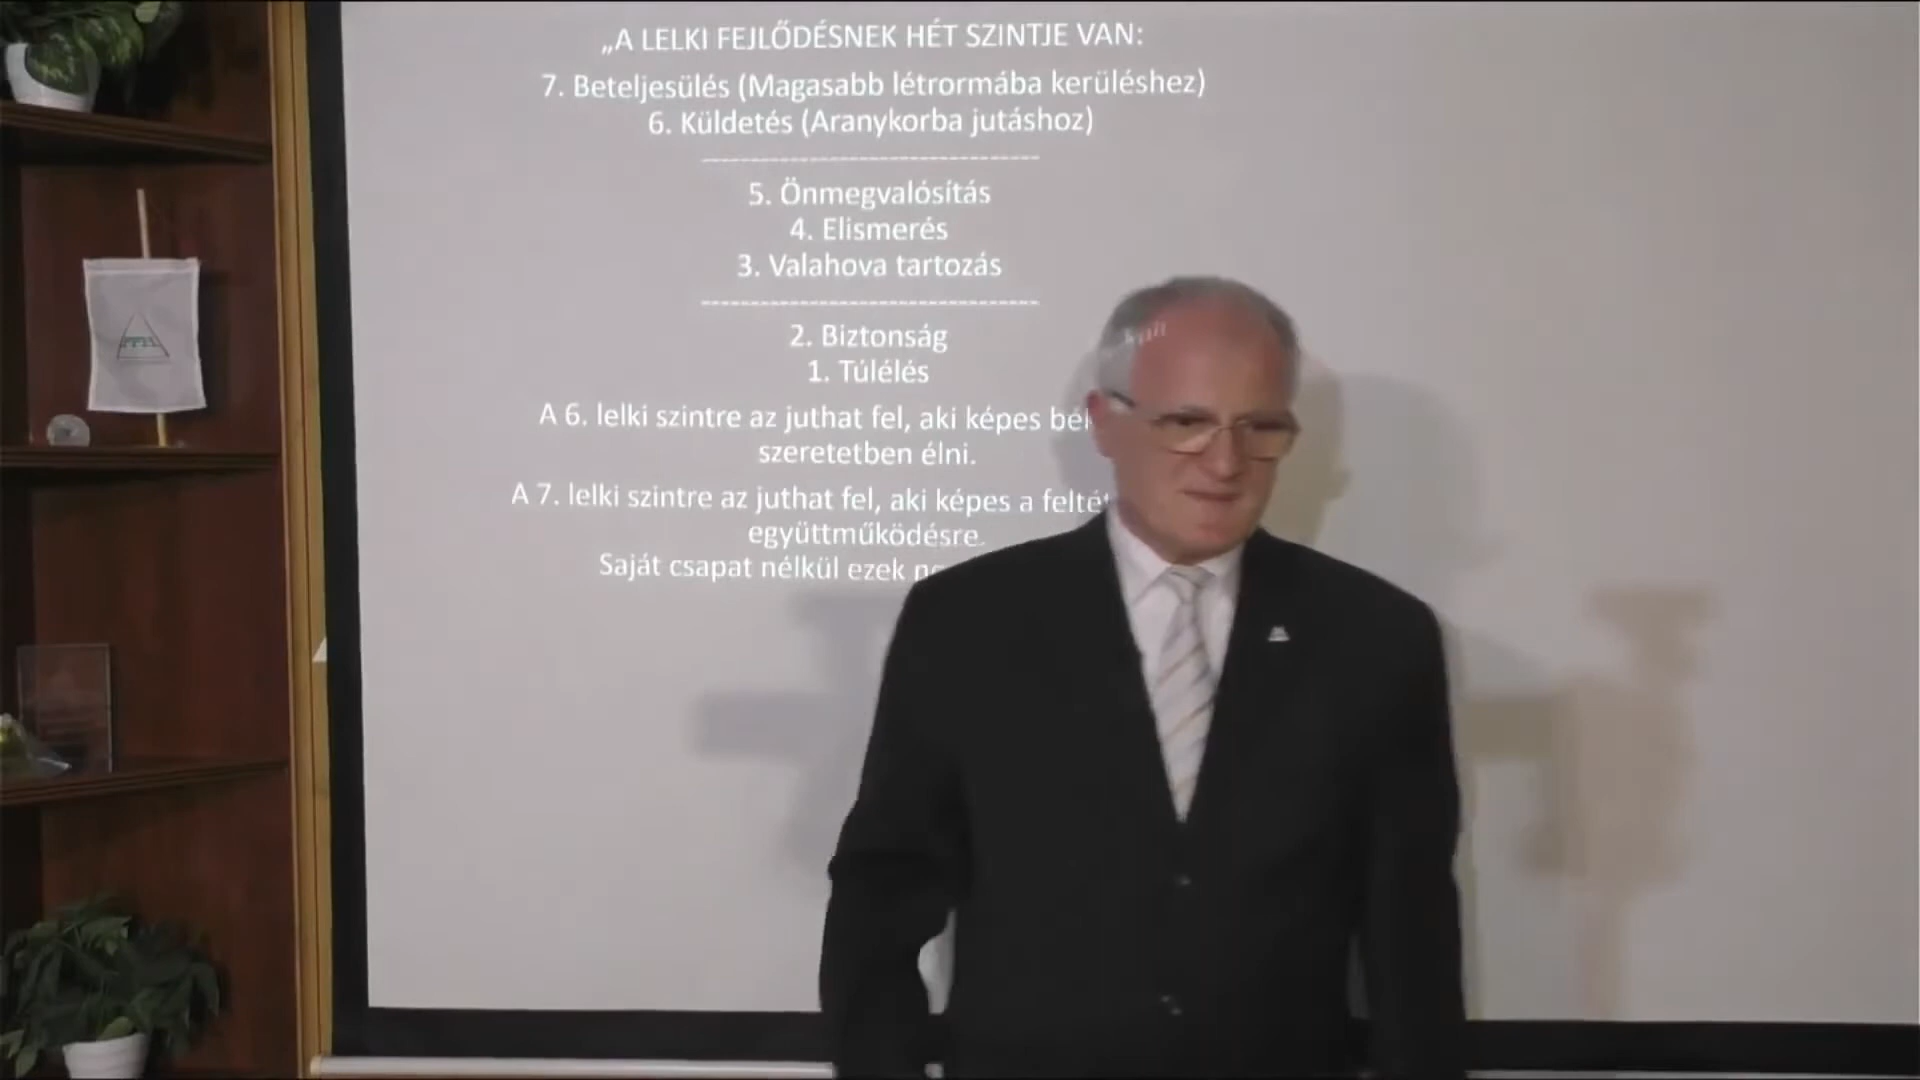 „A LELKI FEJLŐDÉSNEK HÉT SZINTJE VAN:
7. Beteljesülés (Magasabb létrormába kerüléshez)
6. Küldetés (Aranykorba jutáshoz)
----------------------------------
5. Önmegvalósítás
4. Elismerés
3. Valahova tartozás
----------------------------------
2. Biztonság
1. Túlélés
A 6. lelki szintre az juthat fel, aki képes
szeretetben élni.
A 7. lelki szintre az juthat fel, aki képes a
együttműködésre.
Saját csapat nélkül ezek